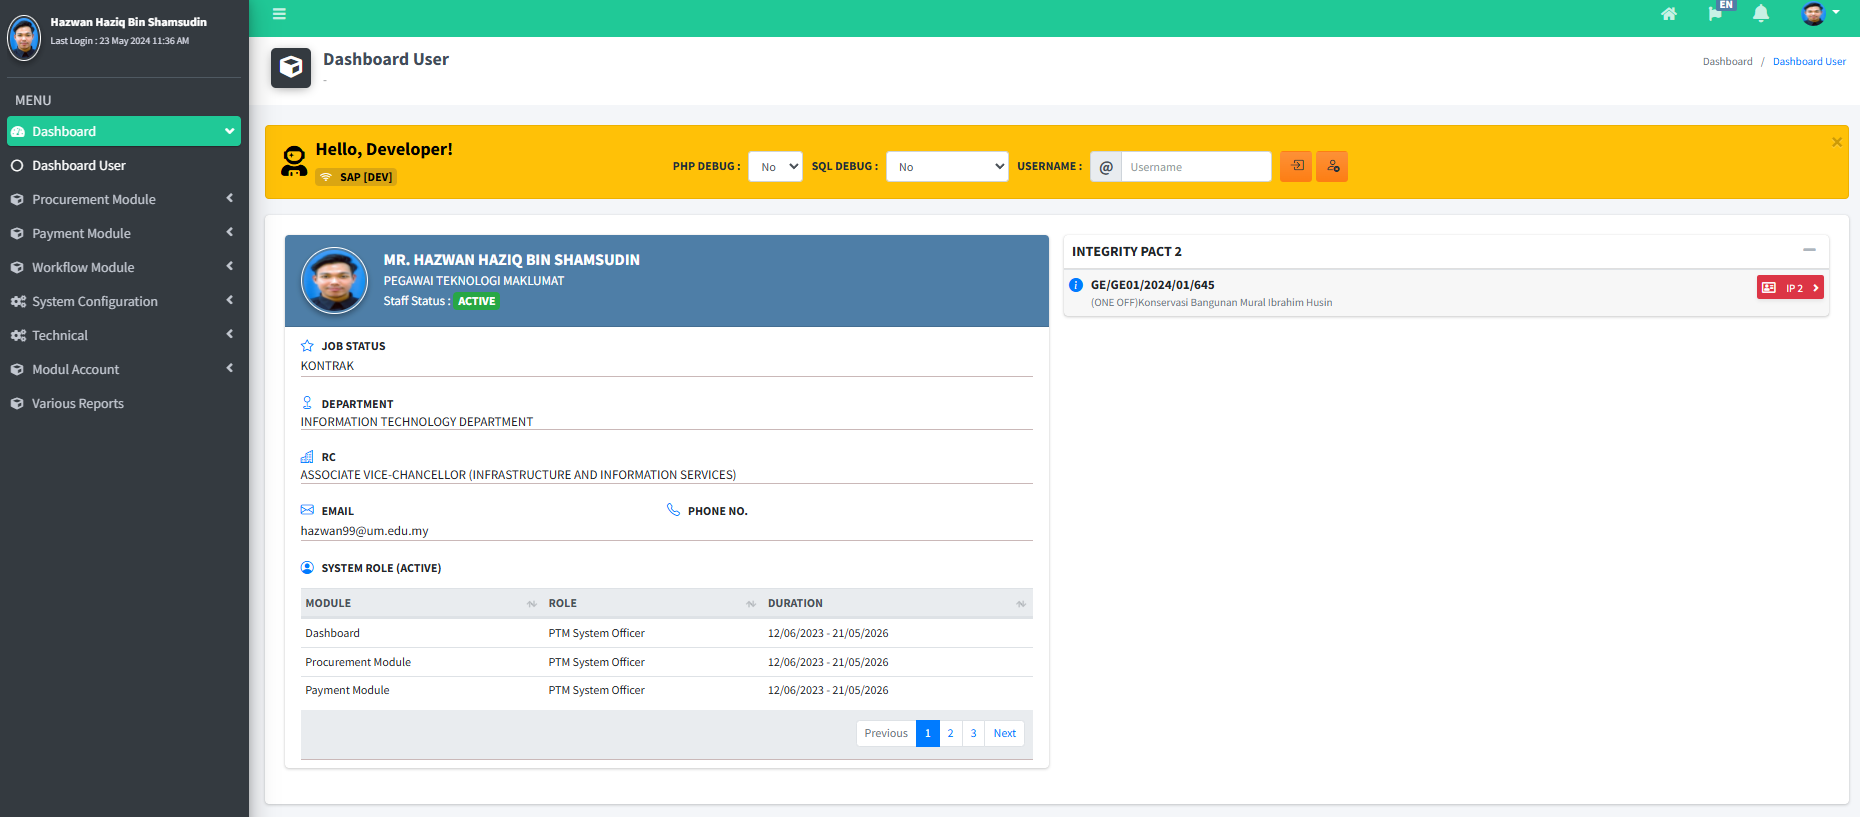 Hazwan Haziq Bin Shamsudin
Last Login : 23 May 2024 11:36 AM
MENU
Dashboard
Dashboard User
Procurement Module
Payment Module
Workflow Module
System Configuration
Technical
Modul Account
Various Reports
EN
Dashboard User
-
Dashboard / Dashboard User
Hello, Developer!
SAP [DEV]
PHP DEBUG : No SQL DEBUG : No USERNAME : @ Username
×
MR. HAZWAN HAZIQ BIN SHAMSUDIN
PEGAWAI TEKNOLOGI MAKLUMAT
Staff Status : ACTIVE
JOB STATUS
KONTRAK
DEPARTMENT
INFORMATION TECHNOLOGY DEPARTMENT
RC
ASSOCIATE VICE-CHANCELLOR (INFRASTRUCTURE AND INFORMATION SERVICES)
EMAIL
hazwan99@um.edu.my
PHONE NO.
SYSTEM ROLE (ACTIVE)
MODULE ROLE DURATION
Dashboard PTM System Officer 12/06/2023 - 21/05/2026
Procurement Module PTM System Officer 12/06/2023 - 21/05/2026
Payment Module PTM System Officer 12/06/2023 - 21/05/2026
Previous 1 2 3 Next
INTEGRITY PACT 2
GE/GE01/2024/01/645
(ONE OFF)Konservasi Bangunan Mural Ibrahim Husin
IP 2